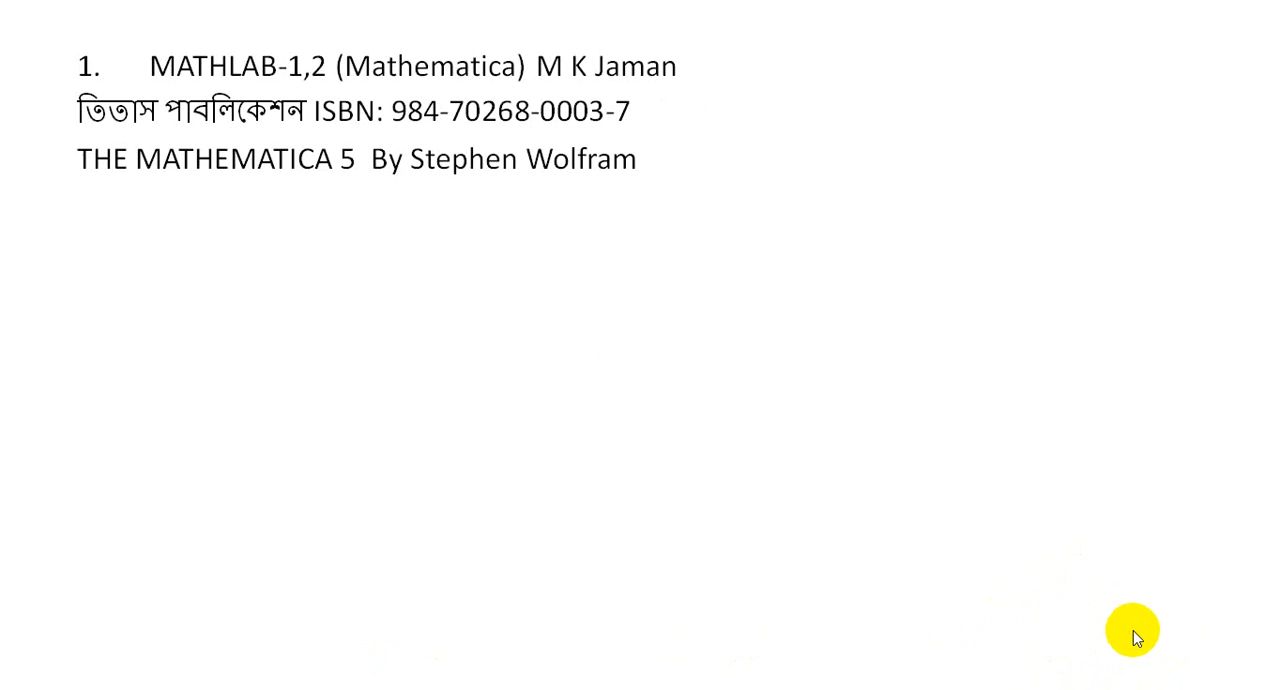 1. MATHLAB-1,2 (Mathematica) M K Jaman
তিতাস পাবলিকেশন ISBN: 984-70268-0003-7
THE MATHEMATICA 5 By Stephen Wolfram